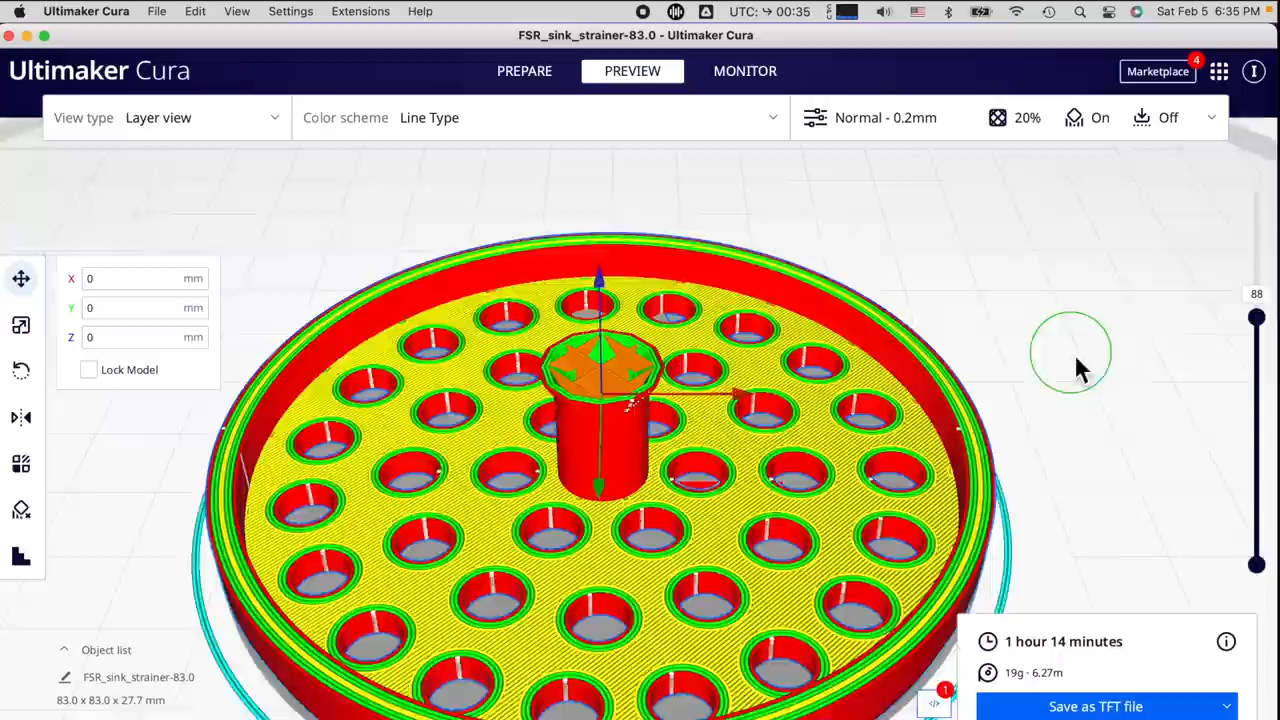 Ultimaker Cura File Edit View Settings Extensions Help UTC: ↪ 00:35 Sat Feb 5 6:35 PM
FSR_sink_strainer-83.0 - Ultimaker Cura
Ultimaker Cura PREPARE PREVIEW MONITOR Marketplace 4 I
View type Layer view Color scheme Line Type Normal - 0.2mm 20% On Off
X 0 mm
Y 0 mm
Z 0 mm
Lock Model
88
Object list
FSR_sink_strainer-83.0
83.0 x 83.0 x 27.7 mm
1 hour 14 minutes
19g · 6.27m
1
</>
Save as TFT file